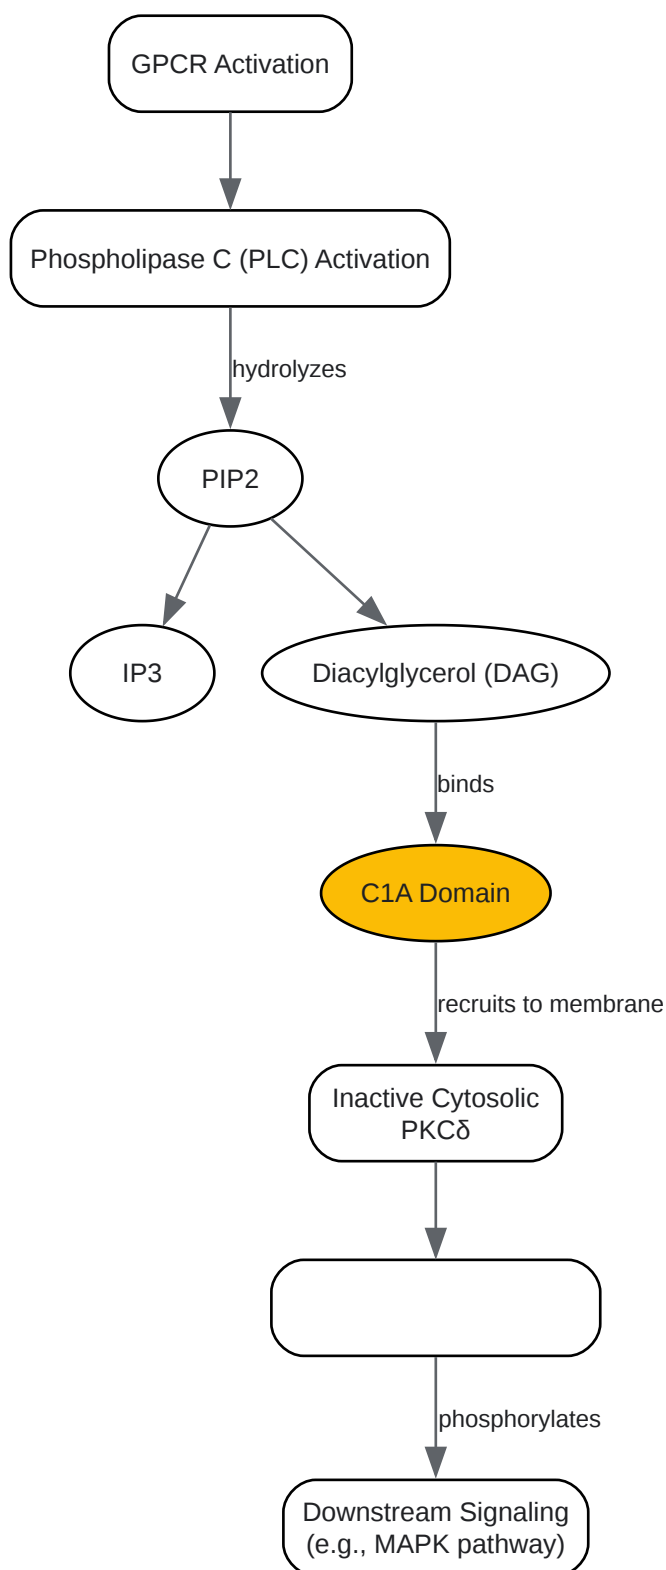 GPCR Activation
Phospholipase C (PLC) Activation
hydrolyzes
PIP2
IP3
Diacylglycerol (DAG)
binds
C1A Domain
recruits to membrane
Inactive Cytosolic
PKCδ
phosphorylates
Downstream Signaling
(e.g., MAPK pathway)